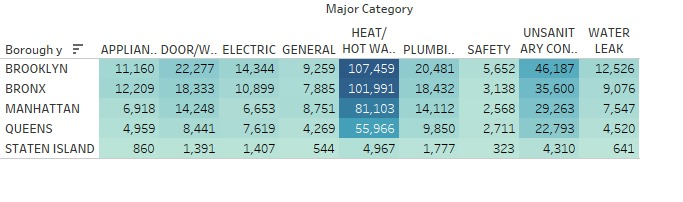 Major Category
Borough y APPLIAN.. DOOR/W.. ELECTRIC GENERAL HEAT/ HOT WA.. PLUMBI.. SAFETY UNSANIT ARY CON.. WATER LEAK
BROOKLYN 11,160 22,277 14,344 9,259 107,459 20,481 5,652 46,187 12,526
BRONX 12,209 18,333 10,899 7,885 101,991 18,432 3,138 35,600 9,076
MANHATTAN 6,918 14,248 6,653 8,751 81,103 14,112 2,568 29,263 7,547
QUEENS 4,959 8,441 7,619 4,269 55,966 9,850 2,711 22,793 4,520
STATEN ISLAND 860 1,391 1,407 544 4,967 1,777 323 4,310 641